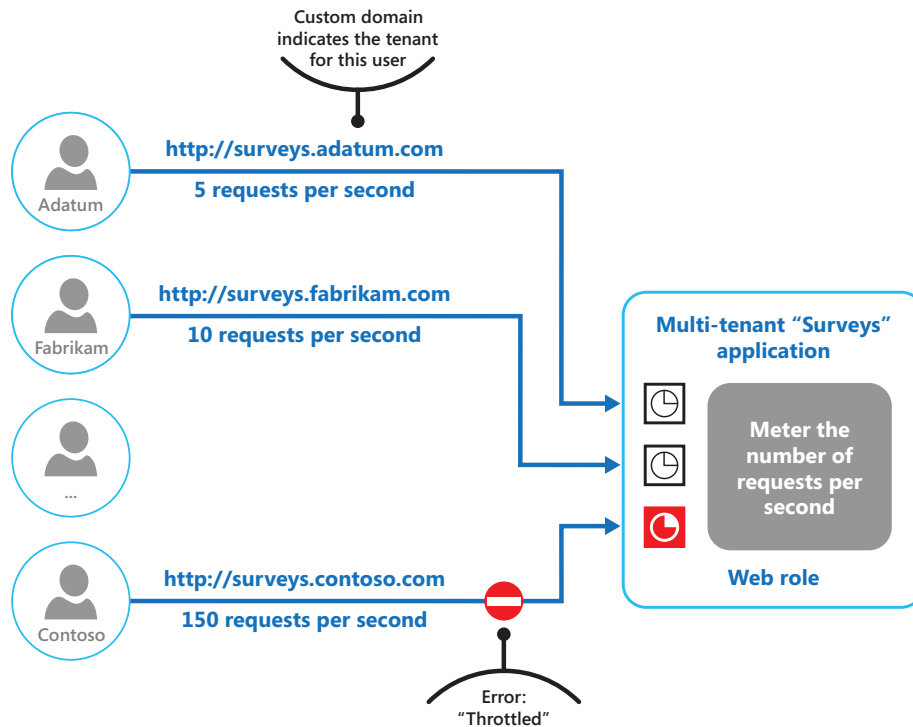 Custom domain
indicates the tenant
for this user
http://surveys.adatum.com
5 requests per second
Adatum
http://surveys.fabrikam.com
10 requests per second
Fabrikam
...
http://surveys.contoso.com
150 requests per second
Contoso
Error:
“Throttled”
Multi-tenant “Surveys”
application
Meter the
number of
requests per
second
Web role